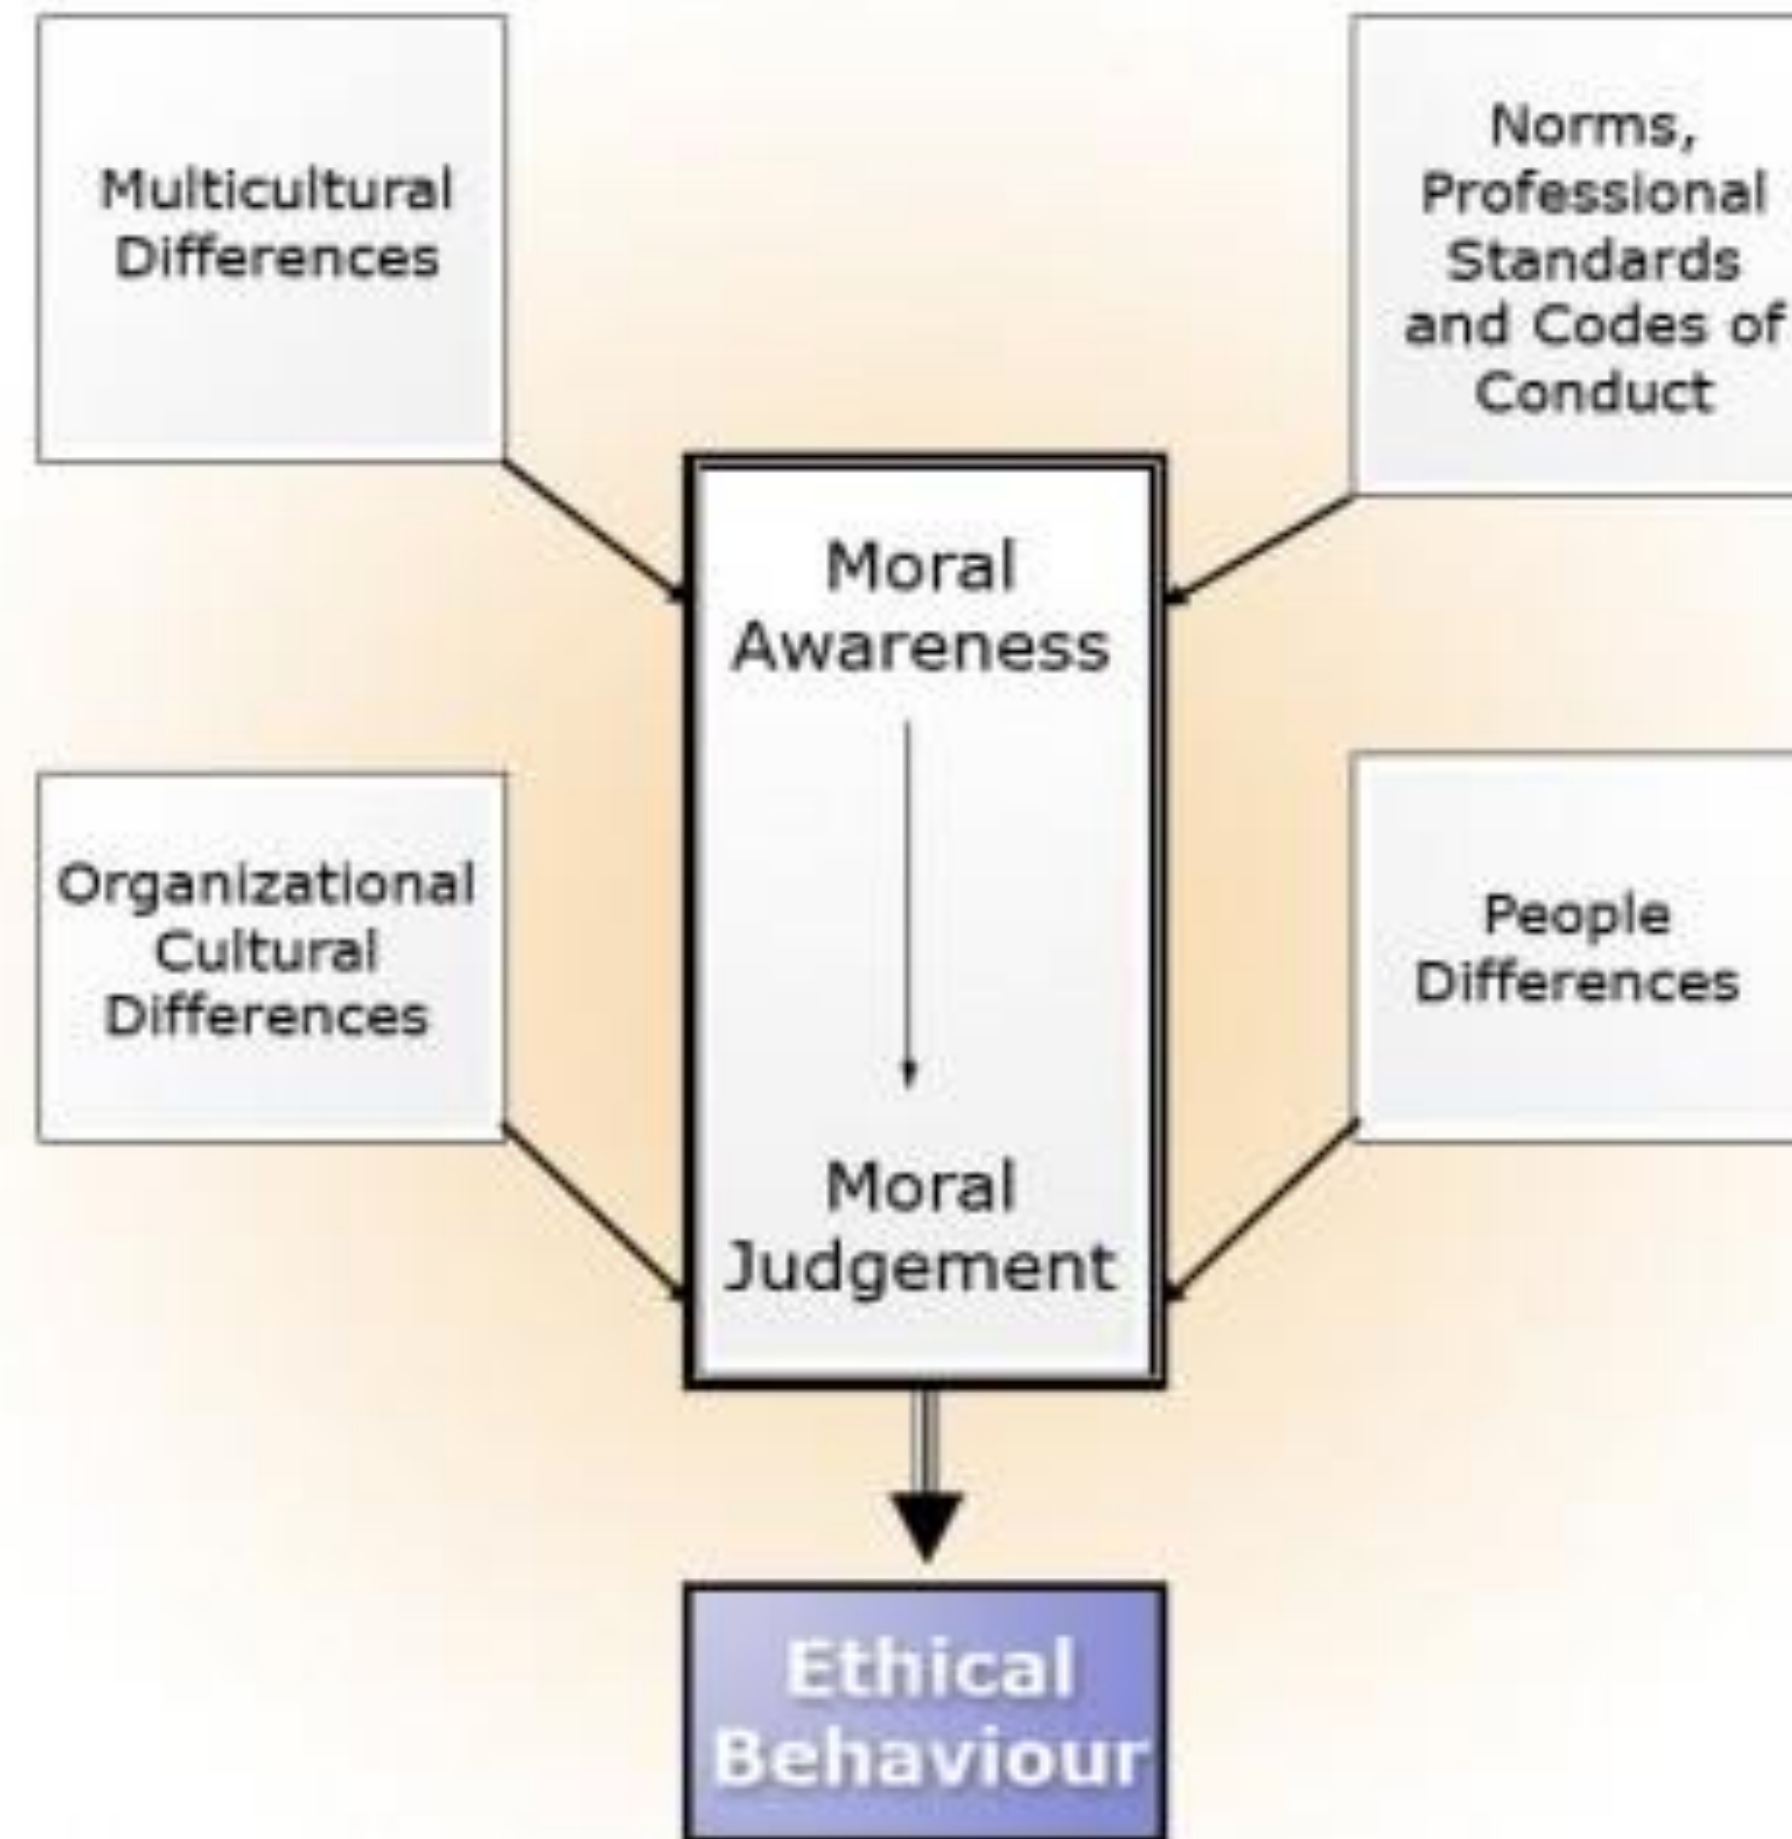 Multicultural
Differences
Norms,
Professional
Standards
and Codes of
Conduct
Moral
Awareness
Organizational
Cultural
Differences
People
Differences
Moral
Judgement
Ethical
Behaviour